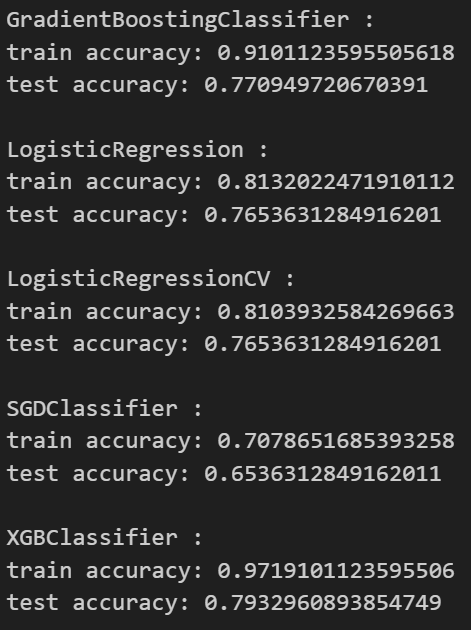 GradientBoostingClassifier :
train accuracy: 0.9101123595505618
test accuracy: 0.770949720670391
LogisticRegression :
train accuracy: 0.8132022471910112
test accuracy: 0.7653631284916201
LogisticRegressionCV :
train accuracy: 0.8103932584269663
test accuracy: 0.7653631284916201
SGDClassifier :
train accuracy: 0.7078651685393258
test accuracy: 0.6536312849162011
XGBClassifier :
train accuracy: 0.9719101123595506
test accuracy: 0.7932960893854749